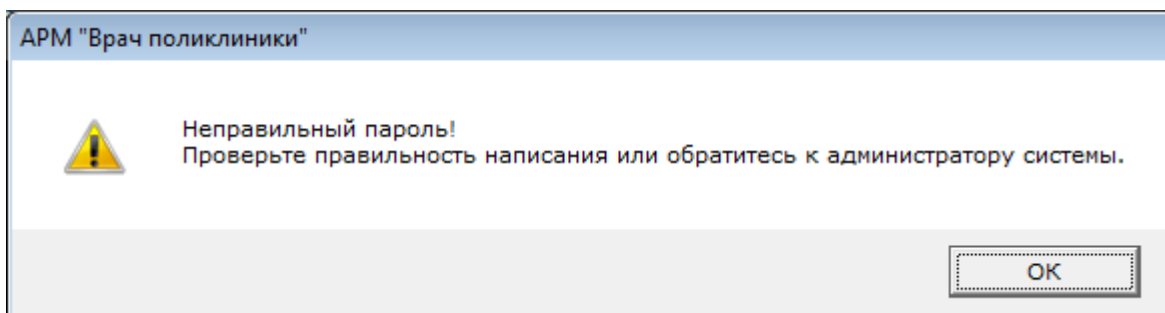 АРМ "Врач поликлиники"
Неправильный пароль!
Проверьте правильность написания или обратитесь к администратору системы.
OK